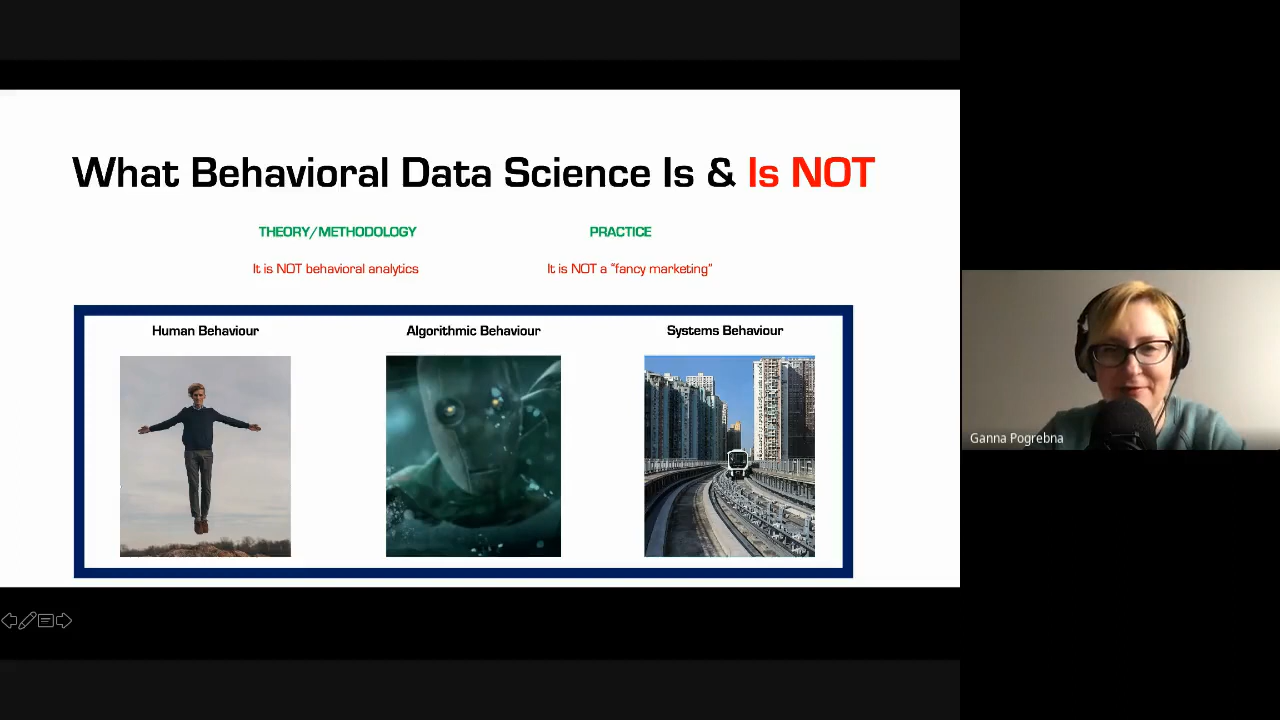 What Behavioral Data Science Is & Is NOT
THEORY/METHODOLOGY
PRACTICE
It is NOT behavioral analytics
It is NOT a “fancy marketing”
Human Behaviour
Algorithmic Behaviour
Systems Behaviour
Ganna Pogrebna